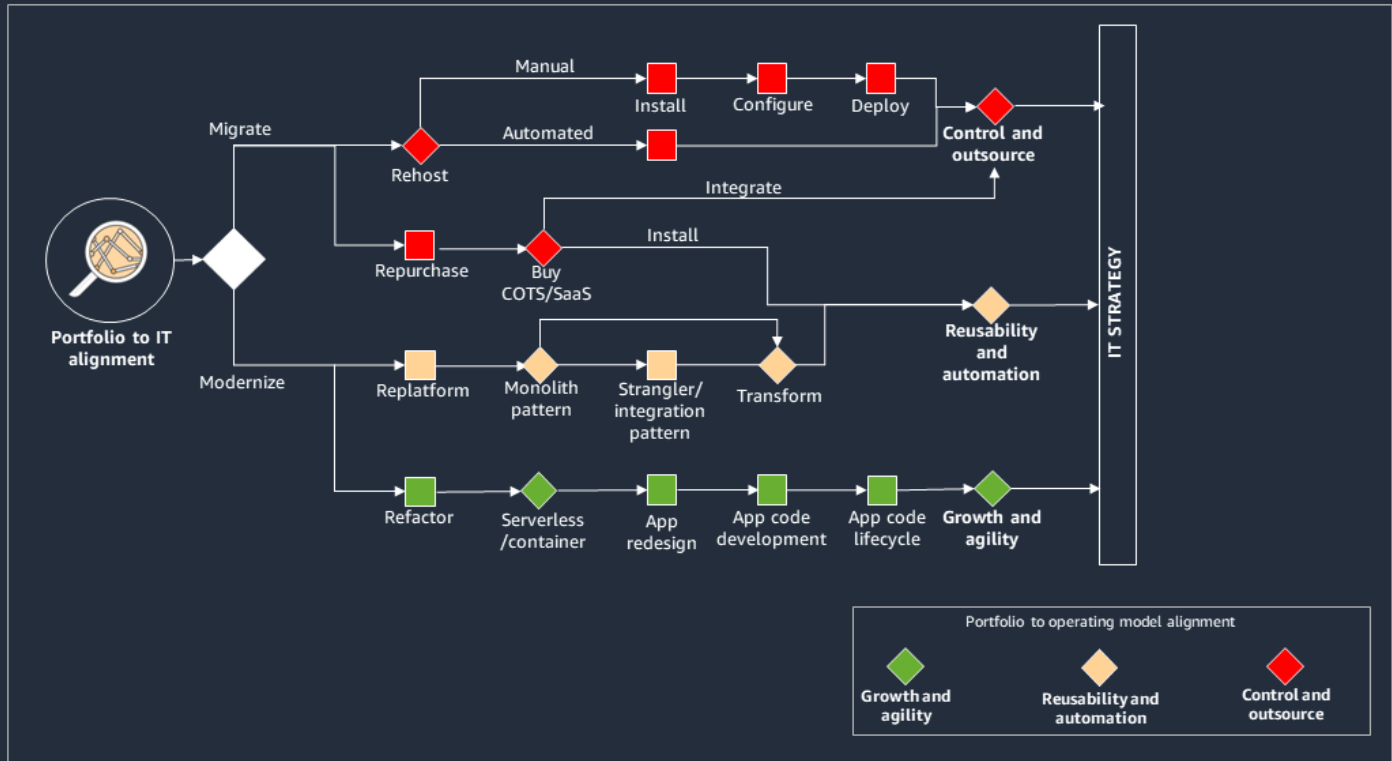 Manual
Install
Configure
Deploy
Migrate
Automated
Rehost
Control and
outsource
Integrate
Repurchase
Install
Buy
COTS/SaaS
Portfolio to IT
alignment
Reusability
and
automation
IT STRATEGY
Modernize
Replatform
Monolith
pattern
Strangler/
integration
pattern
Transform
Refactor
Serverless
/container
App
redesign
App code
development
App code
lifecycle
Growth and
agility
Portfolio to operating model alignment
Growth and
agility
Reusability and
automation
Control and
outsource